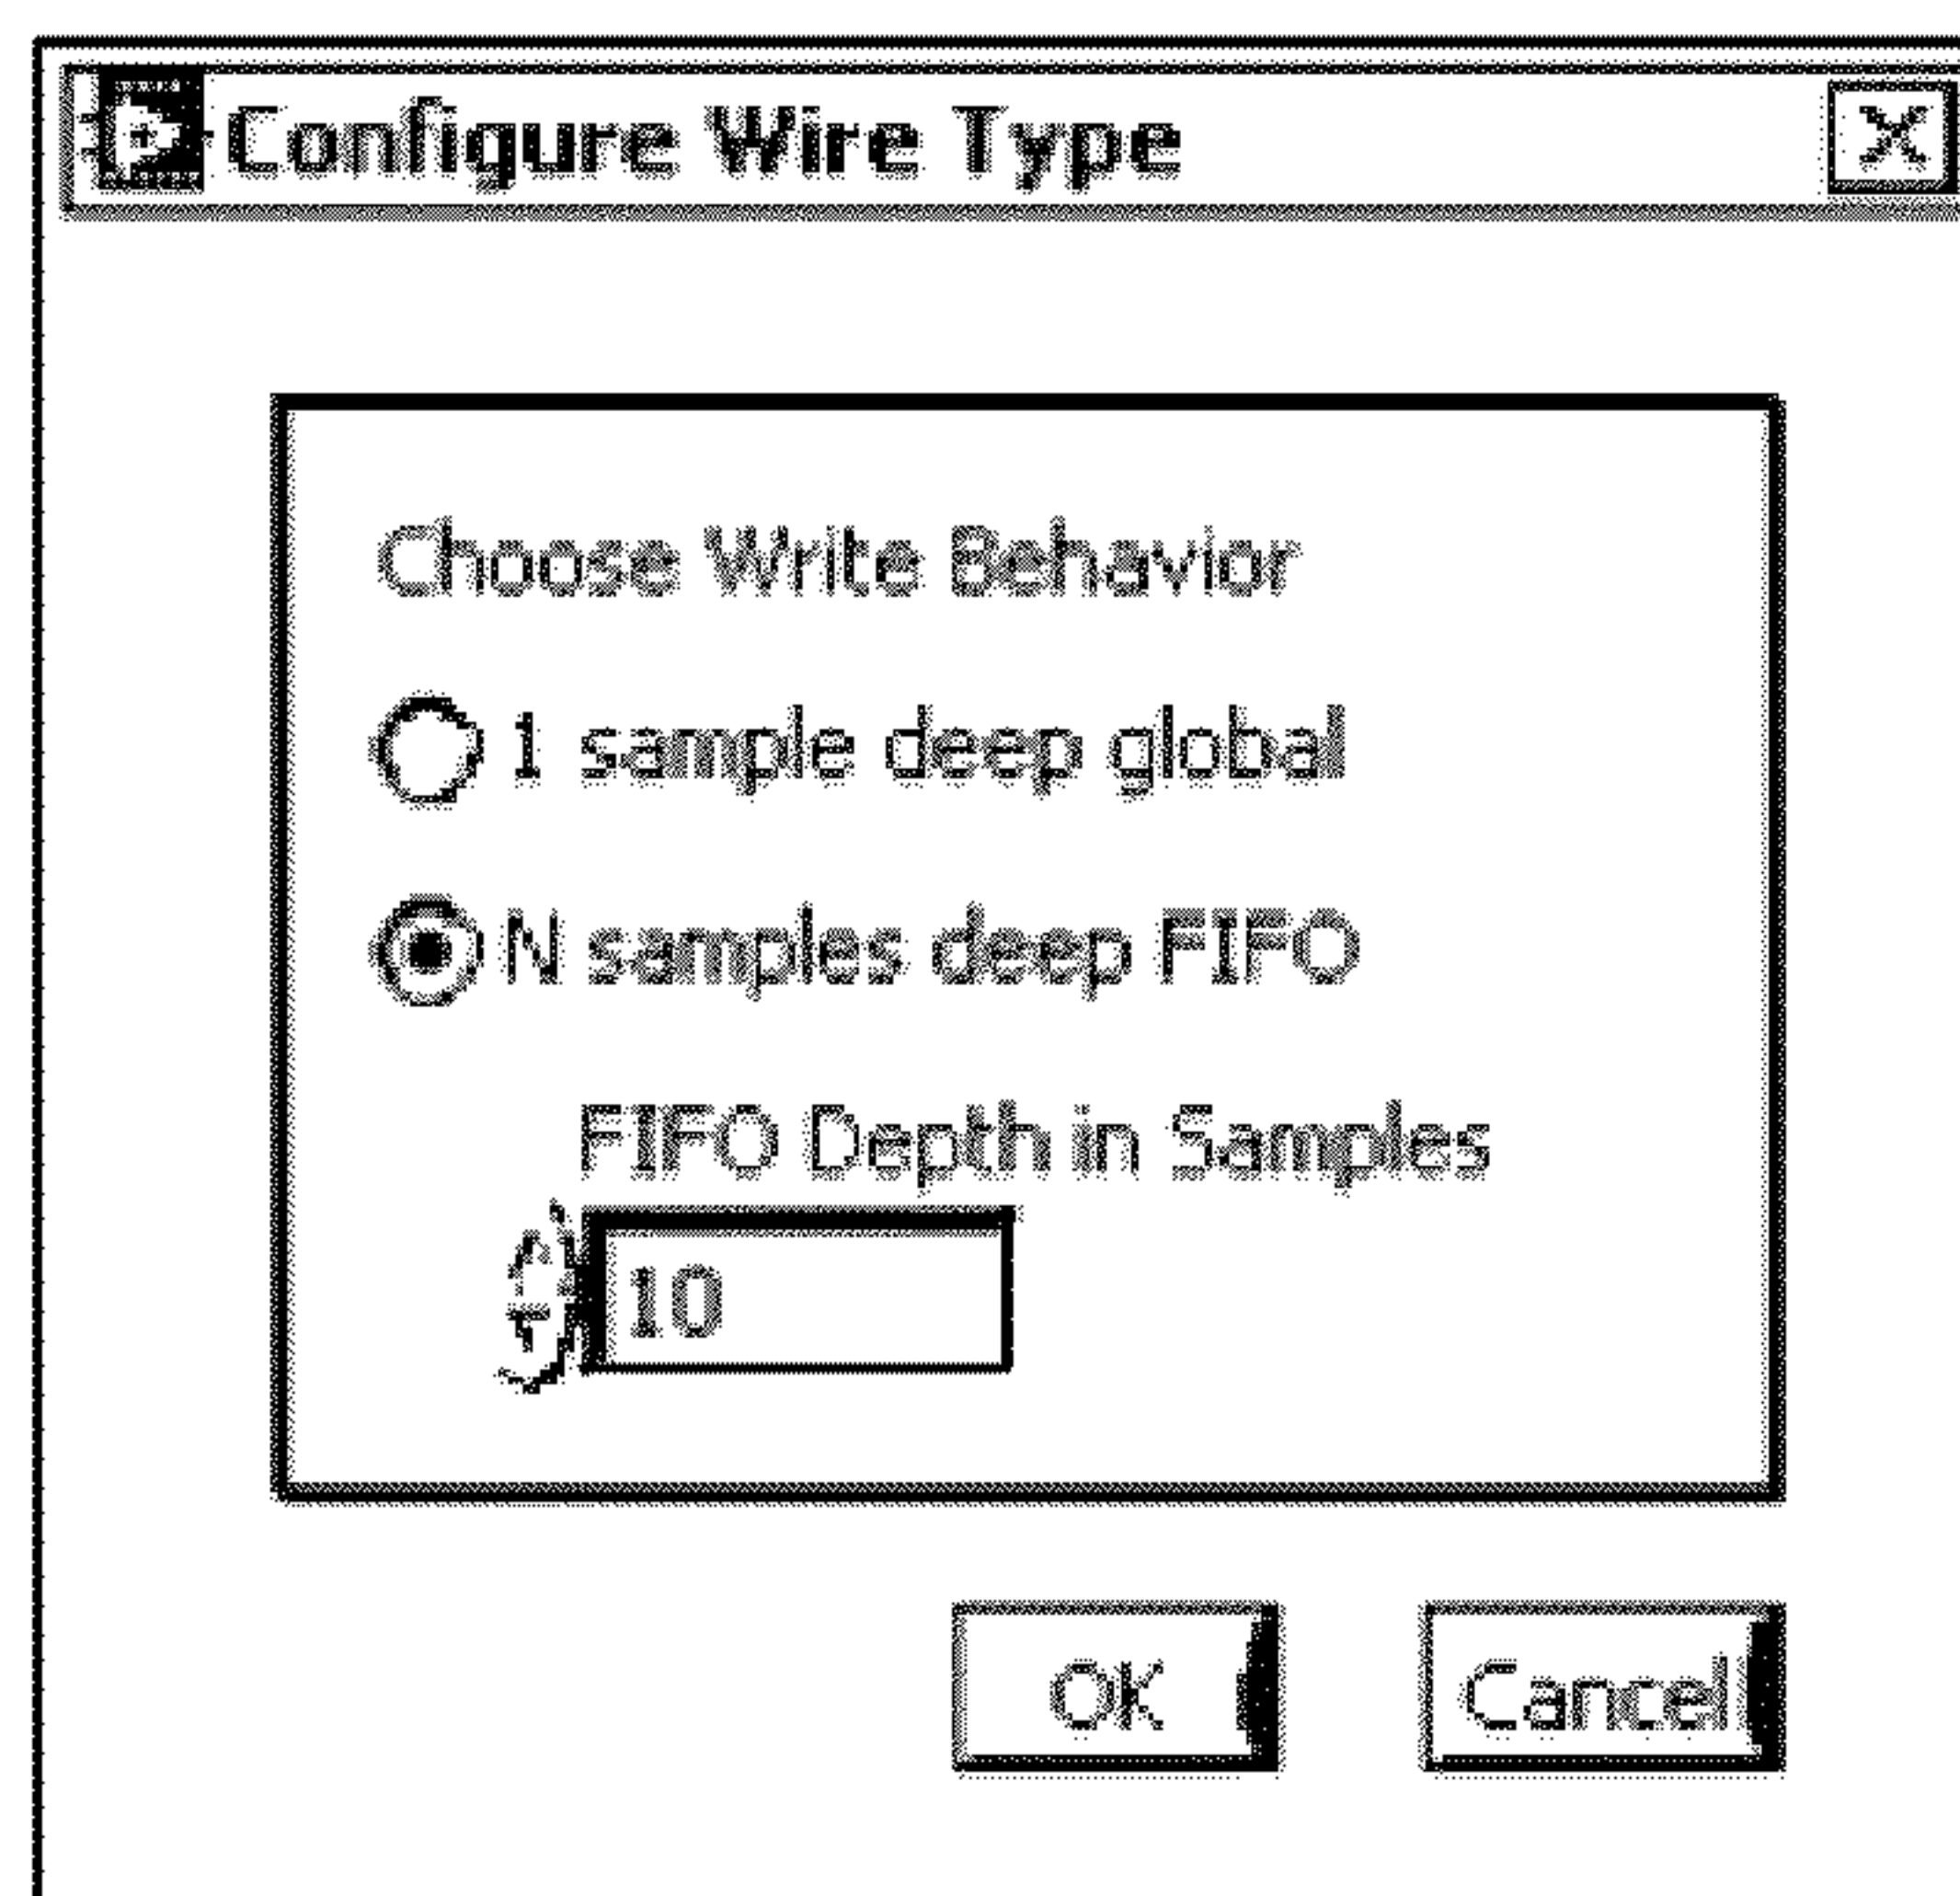 Configure Wire Type
Choose Write Behavior
1 sample deep global
N samples deep FIFO
FIFO Depth in Samples
10
OK
Cancel